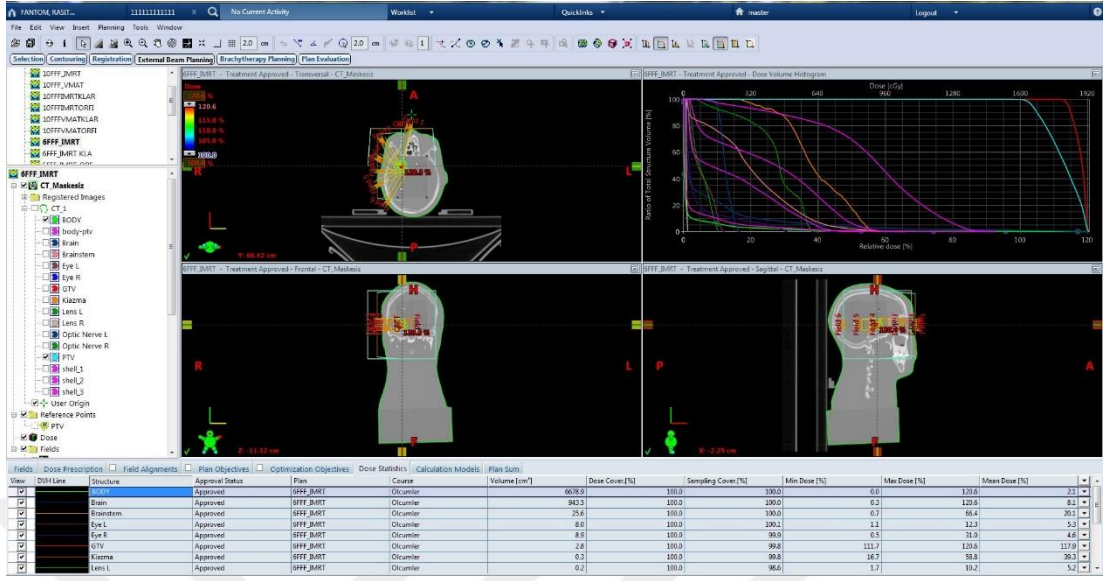 FANTOM, RASIT... 111111111111 × No Current Activity Worklist Quicklinks master Logout
File Edit View Insert Planning Tools Window
2.0 cm 2.0 cm 1
Selection Contouring Registration External Beam Planning Brachytherapy Planning Plan Evaluation
10FFF_IMRT
10FFF_VMAT
10FFFIMRTKLAR
10FFFIMRTORFI
10FFFVMATKLAR
10FFFVMATORFI
6FFF_IMRT
6FFF_IMRT KLA
6FFF_IMRT
CT_Maskesiz
Registered Images
CT_1
BODY
body-ptv
Brain
Brainstem
Eye L
Eye R
GTV
Kiazma
Lens L
Lens R
Optic Nerve L
Optic Nerve R
PTV
shell_1
shell_2
shell_3
User Origin
Reference Points
PTV
Dose
Fields
6FFF_IMRT - Treatment Approved - Transversal - CT_Maskesiz
Dose
120.6
115.0 %
110.0 %
105.0 %
100.0
A
R
L
P
Y: 66.42 cm
6FFF_IMRT - Treatment Approved - Dose Volume Histogram
Dose [cGy]
0 320 640 960 1280 1600 1920
Ratio of Total Structure Volume [%]
100
80
60
40
20
0
0 20 40 60 80 100 120
Relative dose [%]
6FFF_IMRT - Treatment Approved - Frontal - CT_Maskesiz
H
R
L
F
6FFF_IMRT - Treatment Approved - Sagittal - CT_Maskesiz
H
Field 6
Field 5
P
A
F
X: -2.29 cm
Fields Dose Prescription Field Alignments Plan Objectives Optimization Objectives Dose Statistics Calculation Models Plan Sum
View DVH Line Structure Approval Status Plan Course Volume [cm³] Dose Cover.[%] Sampling Cover.[%] Min Dose [%] Max Dose [%] Mean Dose [%]
BODY Approved 6FFF_IMRT Olcumler 6678.9 100.0 100.0 0.0 120.6 2.1
Brain Approved 6FFF_IMRT Olcumler 943.5 100.0 100.0 0.3 120.6 8.1
Brainstem Approved 6FFF_IMRT Olcumler 25.6 100.0 100.0 0.7 66.4 20.1
Eye L Approved 6FFF_IMRT Olcumler 8.0 100.0 100.1 1.1 12.3 5.3
Eye R Approved 6FFF_IMRT Olcumler 8.9 100.0 99.9 0.5 31.0 4.6
GTV Approved 6FFF_IMRT Olcumler 2.8 100.0 99.8 111.7 120.6 117.9
Kiazma Approved 6FFF_IMRT Olcumler 0.3 100.0 99.8 16.7 58.8 39.3
Lens L Approved 6FFF_IMRT Olcumler 0.2 100.0 98.6 1.7 10.2 5.2